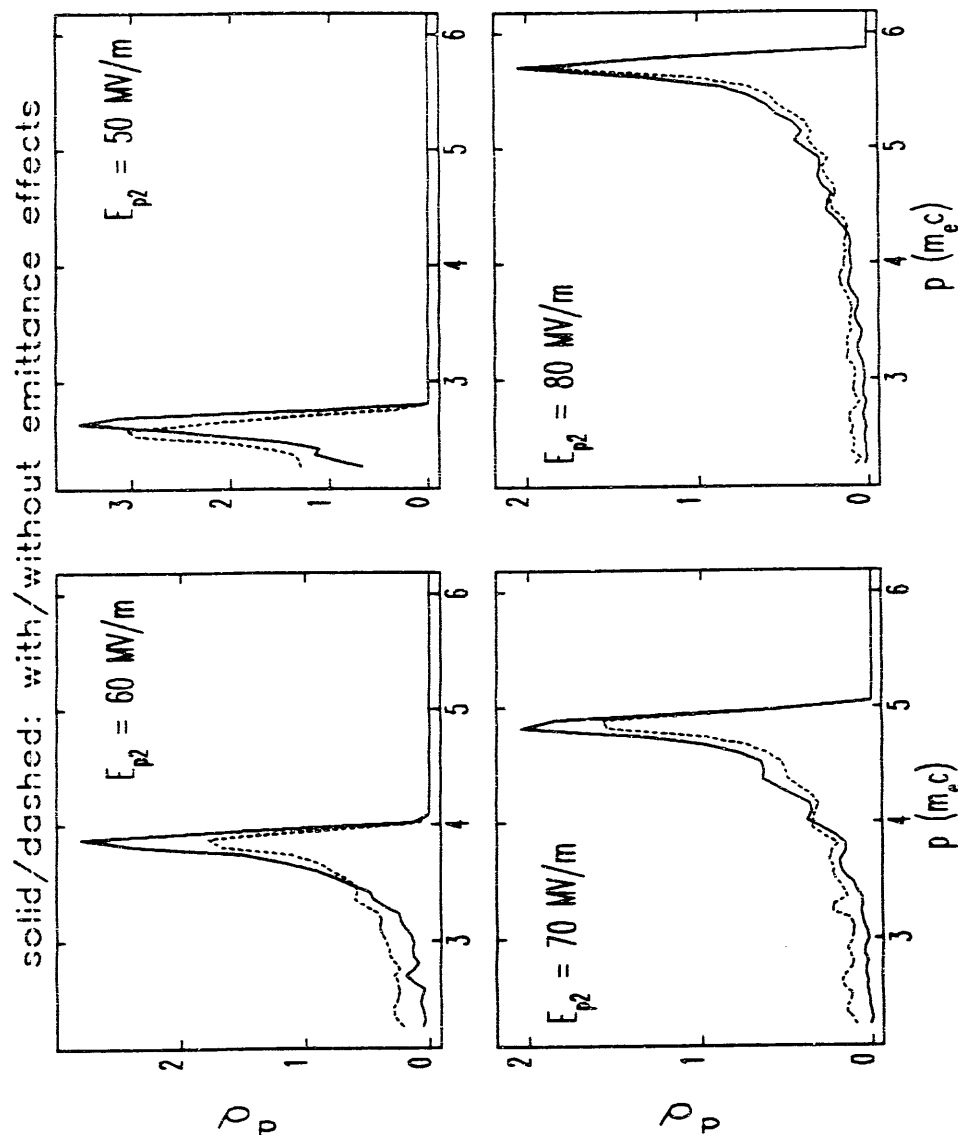 solid/dashed: with/without emittance effects
E_p2 = 60 MV/m
ρ_p
2
1
0
3 4 5 6
E_p2 = 50 MV/m
3
2
1
0
3 4 5 6
E_p2 = 70 MV/m
ρ_p
2
1
0
3 4 5 6
p (m_e c)
E_p2 = 80 MV/m
2
1
0
3 4 5 6
p (m_e c)